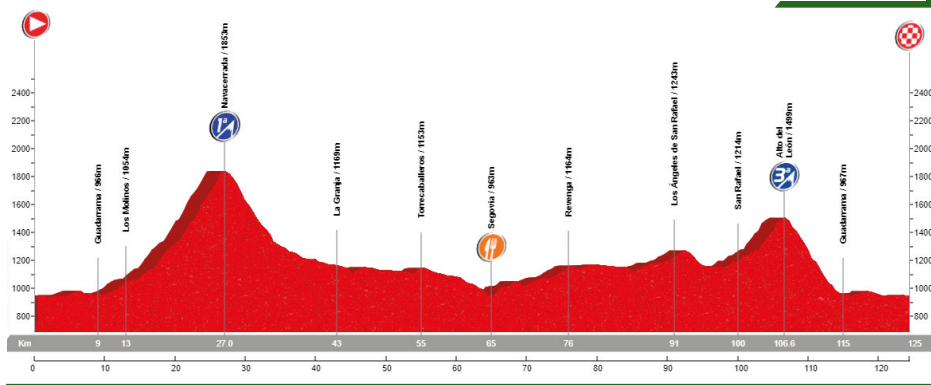 Guadarrama / 966m
Los Molinos / 1054m
Navacerrada / 1853m
1ª
La Granja / 1169m
Torrecaballeros / 1153m
Segovia / 963m
Revenga / 1164m
Los Ángeles de San Rafael / 1243m
San Rafael / 1214m
Alto del
León / 1499m
3ª
Guadarrama / 967m
2400 2400
2200 2200
2000 2000
1800 1800
1600 1600
1400 1400
1200 1200
1000 1000
800 800
Km 9 13 27.0 43 55 65 76 91 100 106.6 115 125
0 10 20 30 40 50 60 70 80 90 100 110 120